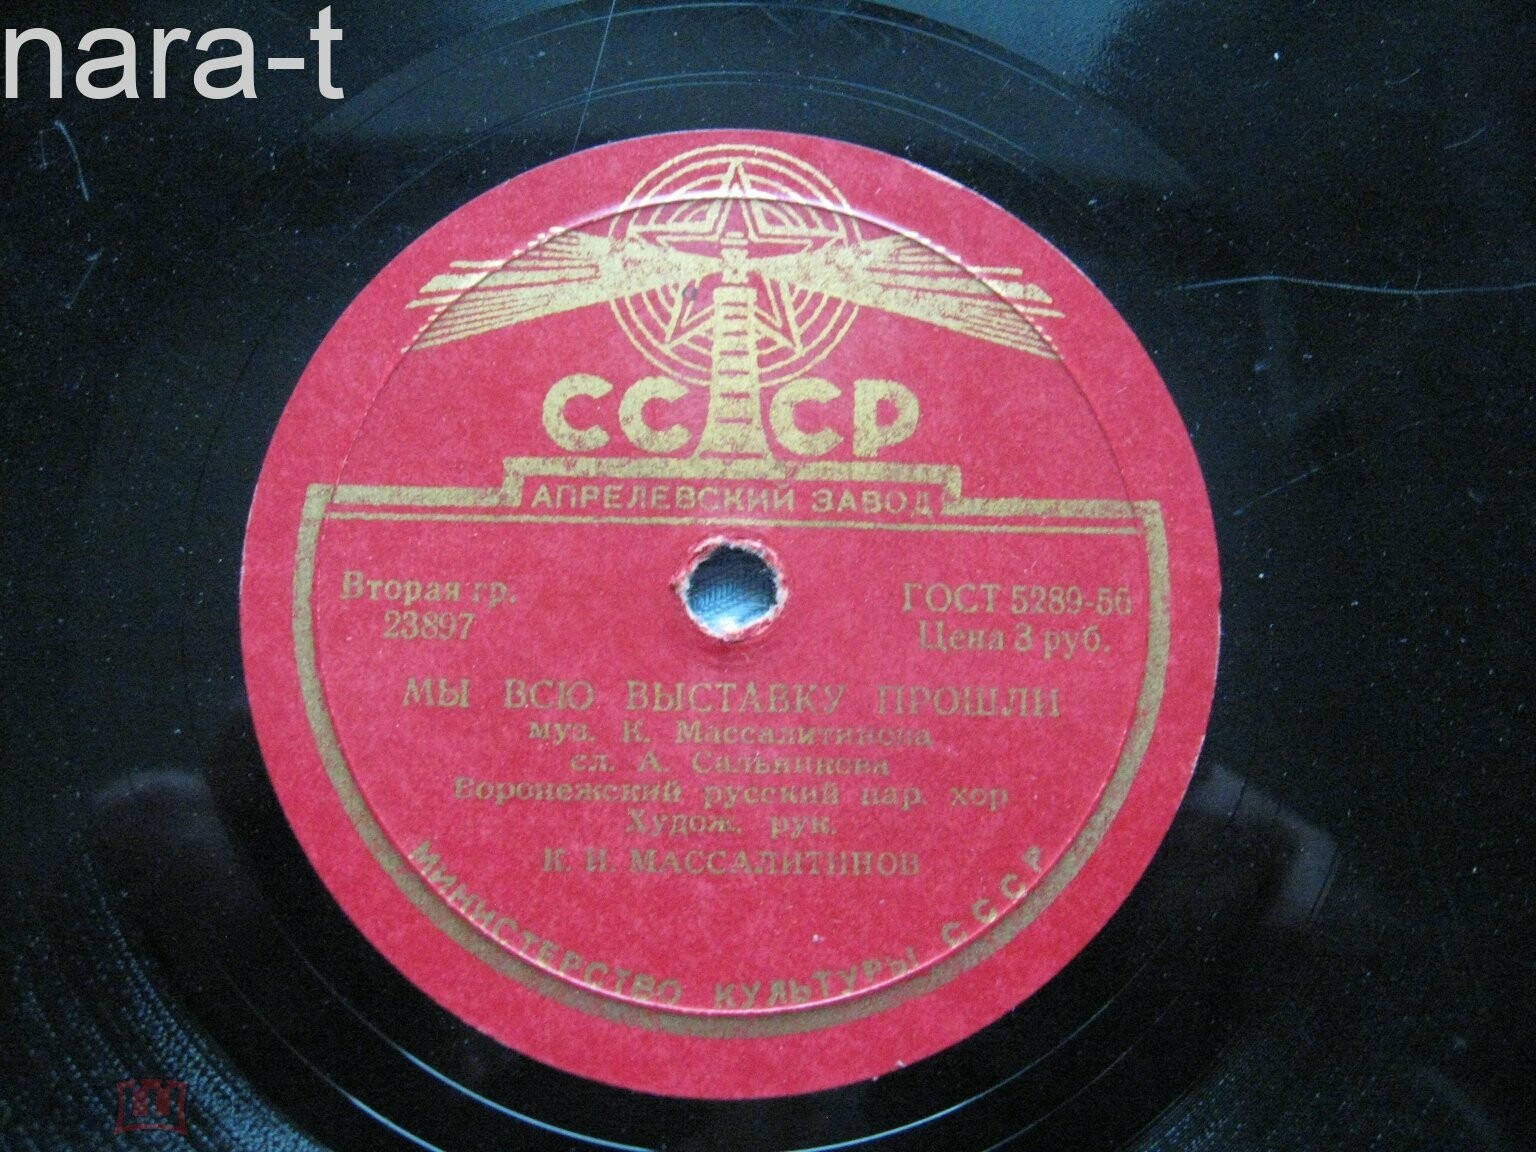 nara-t
СССР
АПРЕЛЕВСКИЙ ЗАВОД
Вторая гр.
23897
ГОСТ 5289-56
Цена 3 руб.
МЫ ВСЮ ВЫСТАВКУ ПРОШЛИ
муз. К. Массалитинова
сл. А. Сальникова
Воронежский русский нар. хор
Худож. рук.
К. И. МАССАЛИТИНОВ
МИНИСТЕРСТВО КУЛЬТУРЫ СССР